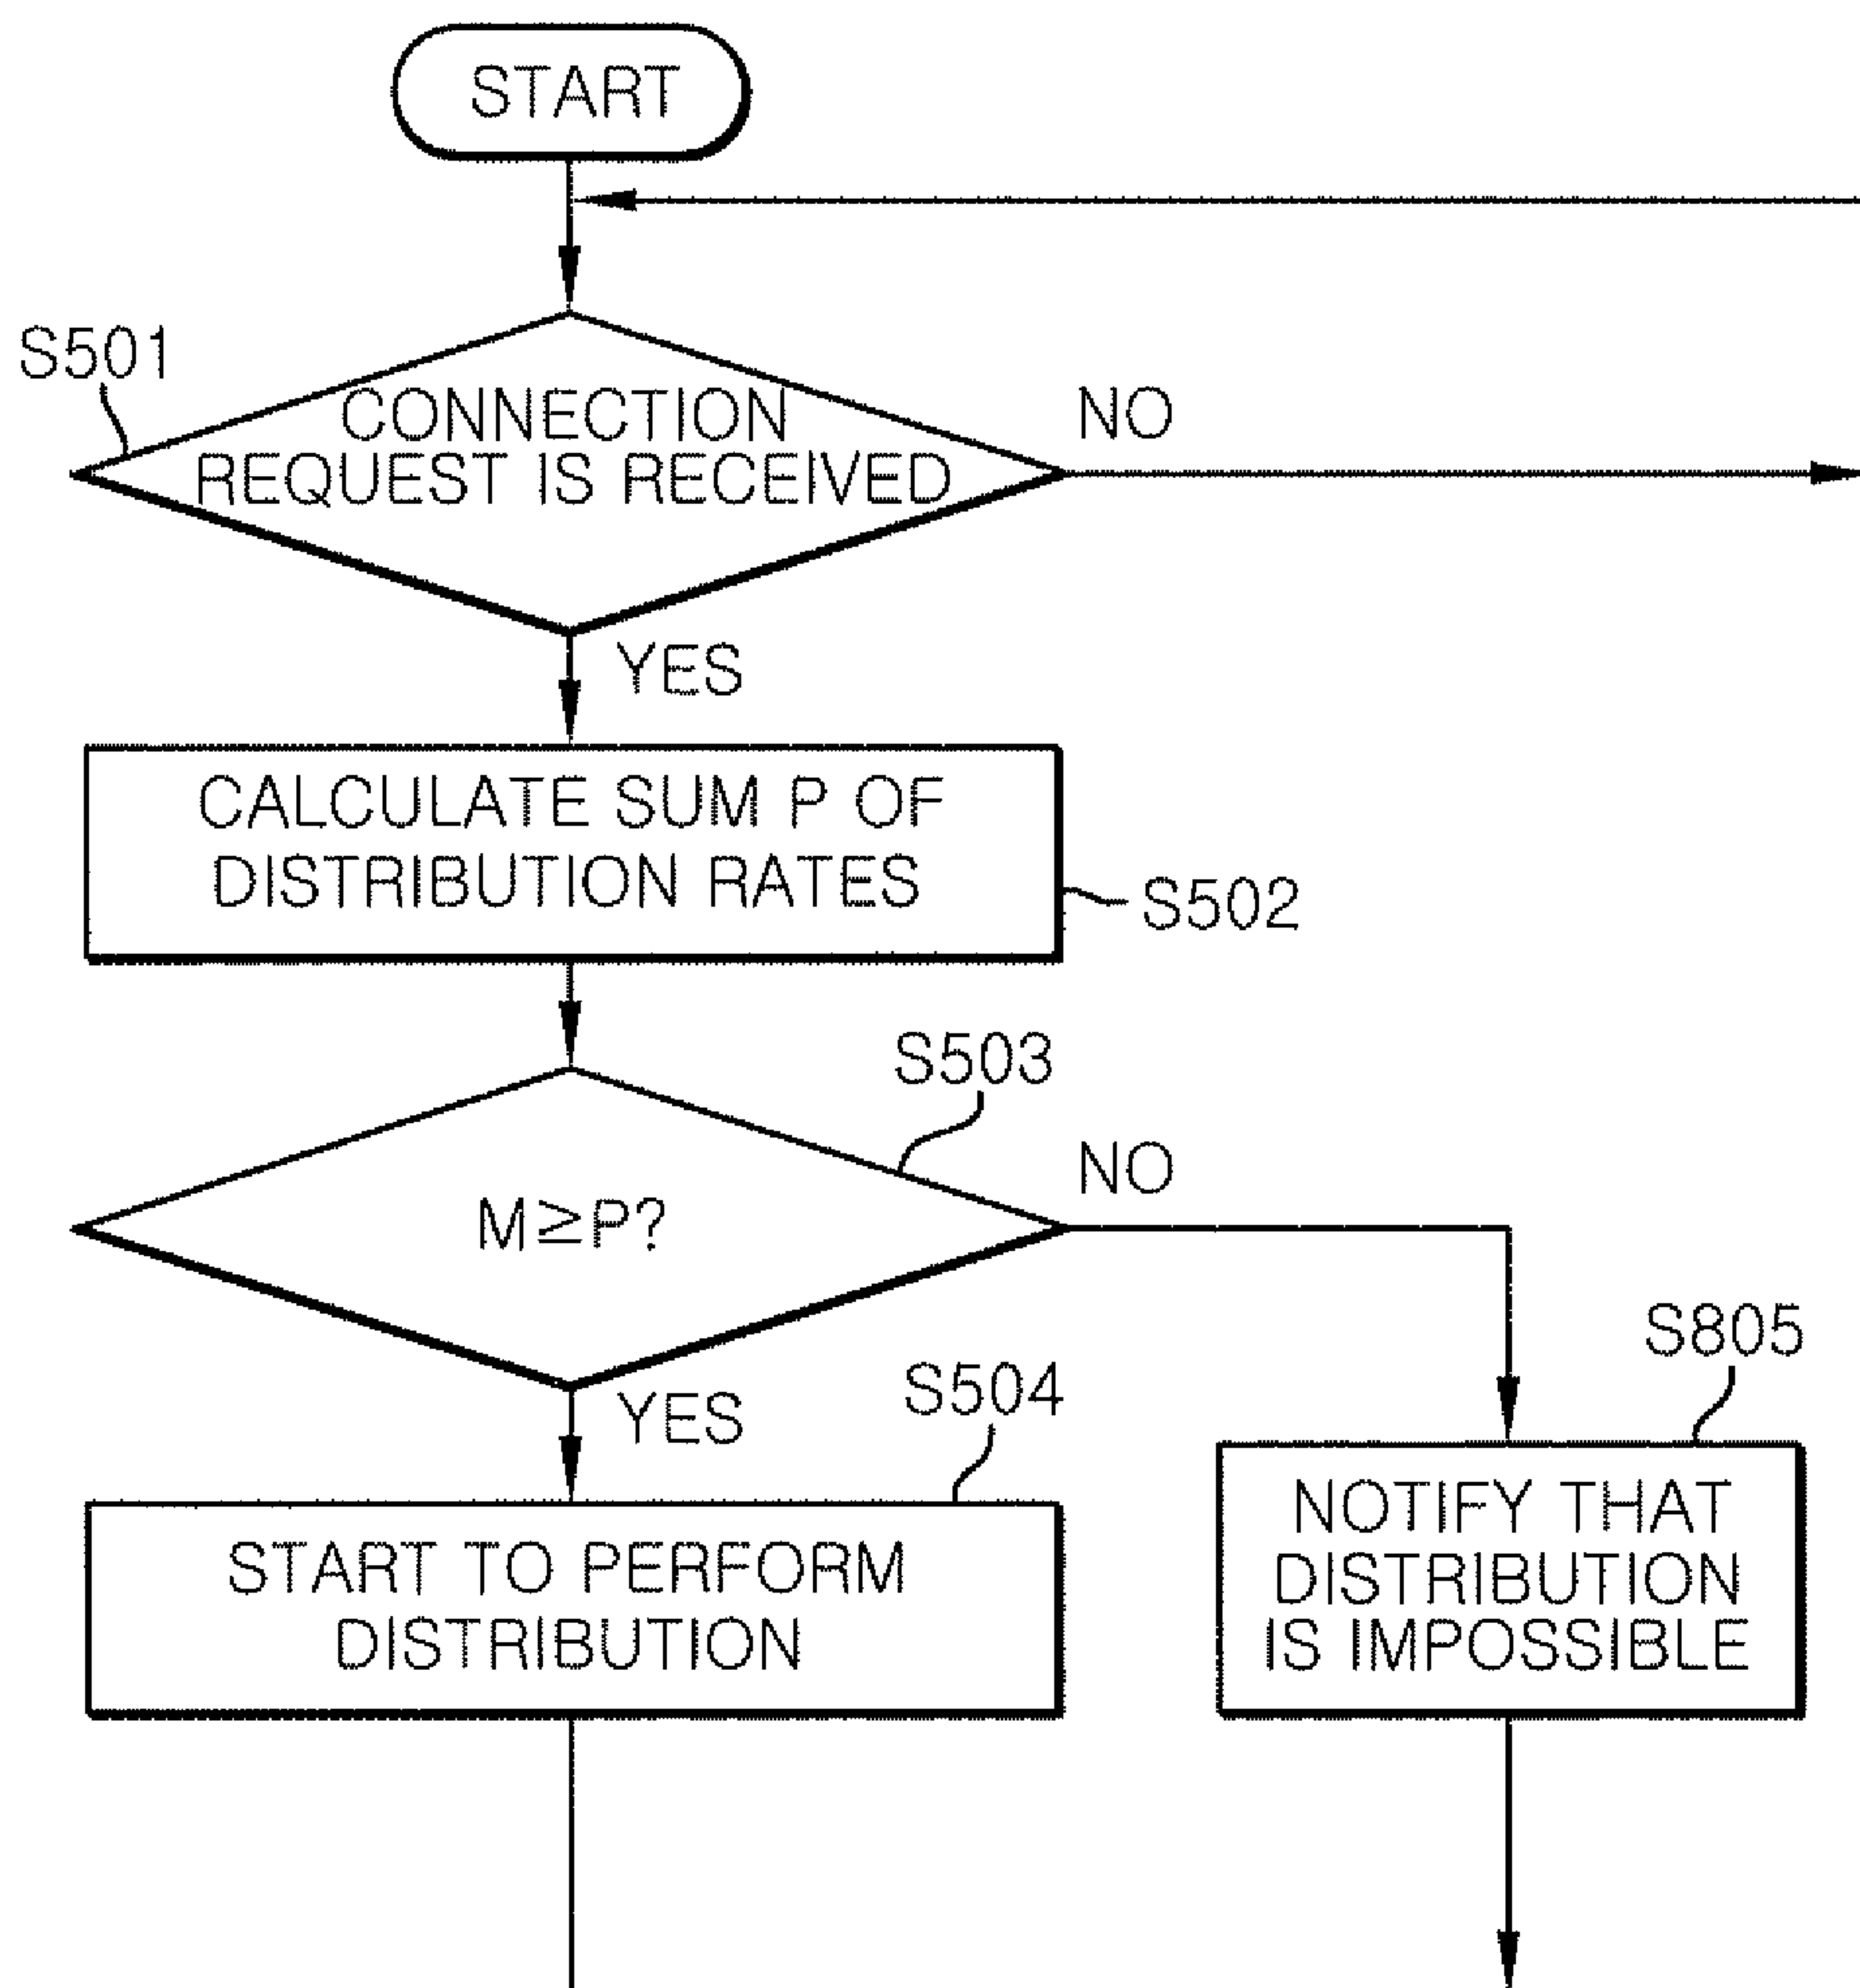 START
S501
CONNECTION
REQUEST IS RECEIVED
NO
YES
CALCULATE SUM P OF
DISTRIBUTION RATES
S502
S503
M≥P?
NO
YES
S504
START TO PERFORM
DISTRIBUTION
S805
NOTIFY THAT
DISTRIBUTION
IS IMPOSSIBLE